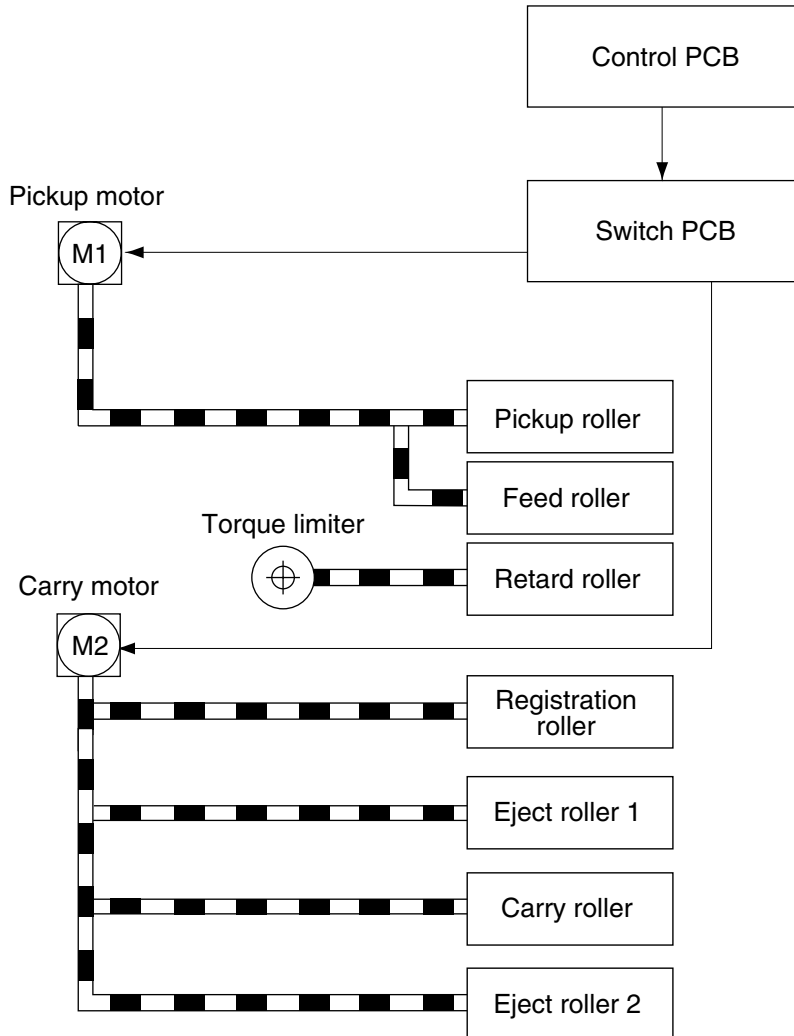 Control PCB
Pickup motor
M1
Switch PCB
Pickup roller
Feed roller
Torque limiter
Retard roller
Carry motor
M2
Registration
roller
Eject roller 1
Carry roller
Eject roller 2